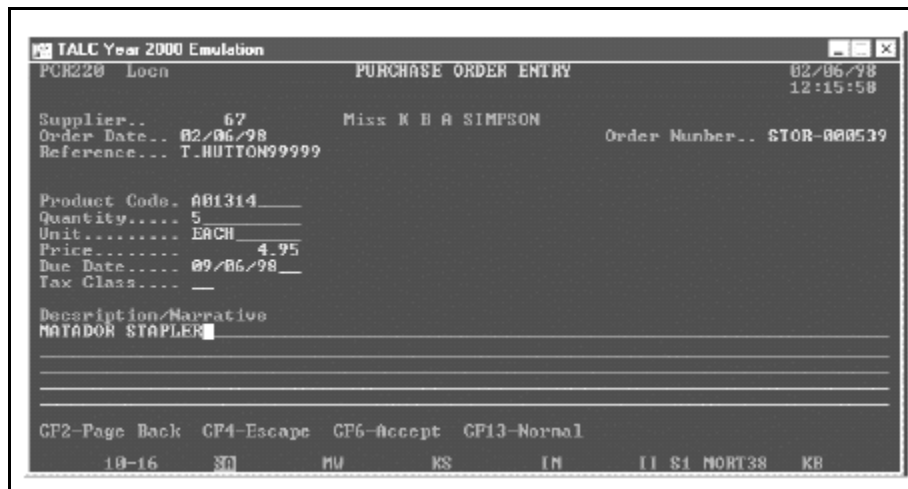 TALC Year 2000 Emulation
PCR220 Locn PURCHASE ORDER ENTRY 02/06/98
12:15:58
Supplier.. 67 Miss K B A SIMPSON
Order Date.. 02/06/98 Order Number.. STOR-000539
Reference... T.HUTTON99999
Product Code. A01314
Quantity..... 5
Unit......... EACH
Price........ 4.95
Due Date..... 09/06/98
Tax Class....
Description/Narrative
MATADOR STAPLER
CF2-Page Back CF4-Escape CF6-Accept CF13-Normal
10-16 SA MW KS IM II S1 MORT38 KB